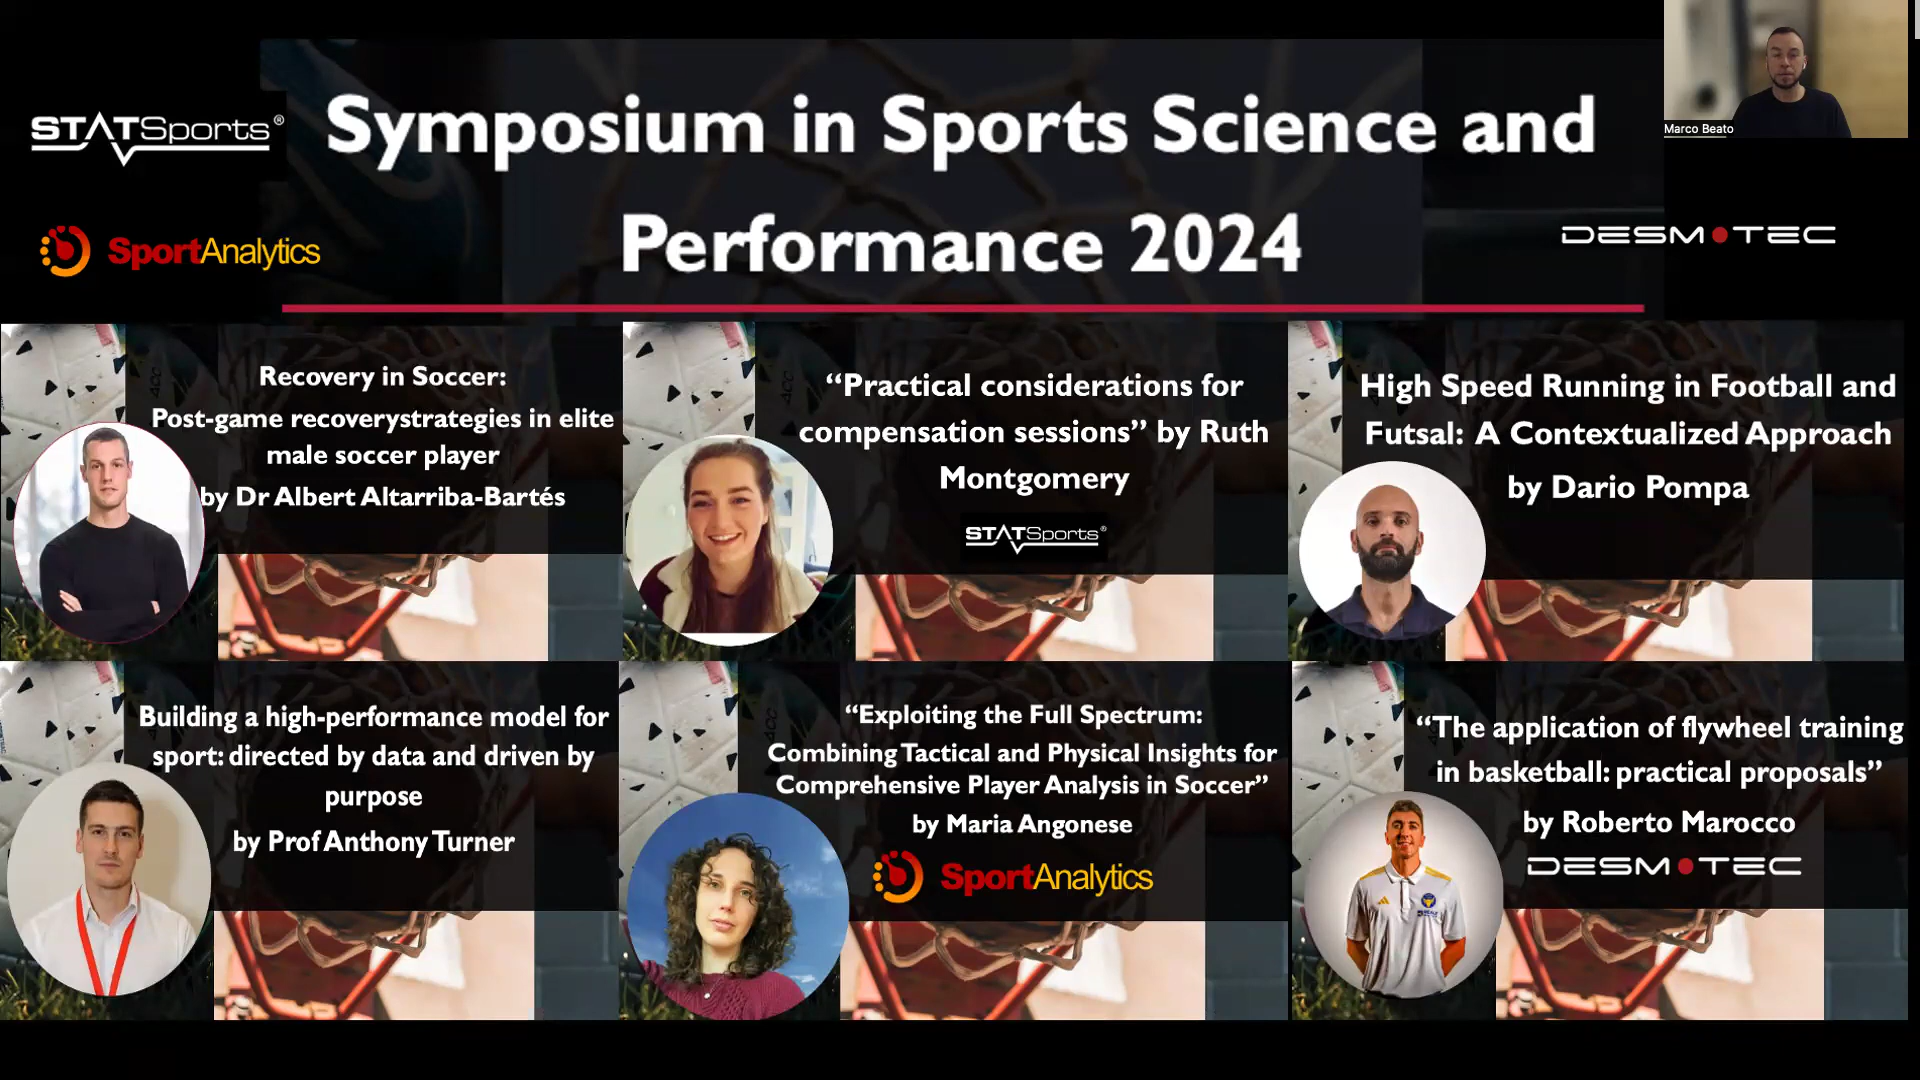 STATSports®
Symposium in Sports Science and
Performance 2024
Marco Beato
SportAnalytics
DESMOTEC
Recovery in Soccer:
Post-game recoverystrategies in elite
male soccer player
by Dr Albert Altarriba-Bartés
“Practical considerations for
compensation sessions” by Ruth
Montgomery
STATSports®
High Speed Running in Football and
Futsal: A Contextualized Approach
by Dario Pompa
Building a high-performance model for
sport: directed by data and driven by
purpose
by Prof Anthony Turner
“Exploiting the Full Spectrum:
Combining Tactical and Physical Insights for
Comprehensive Player Analysis in Soccer”
by Maria Angonese
SportAnalytics
“The application of flywheel training
in basketball: practical proposals”
by Roberto Marocco
DESMOTEC